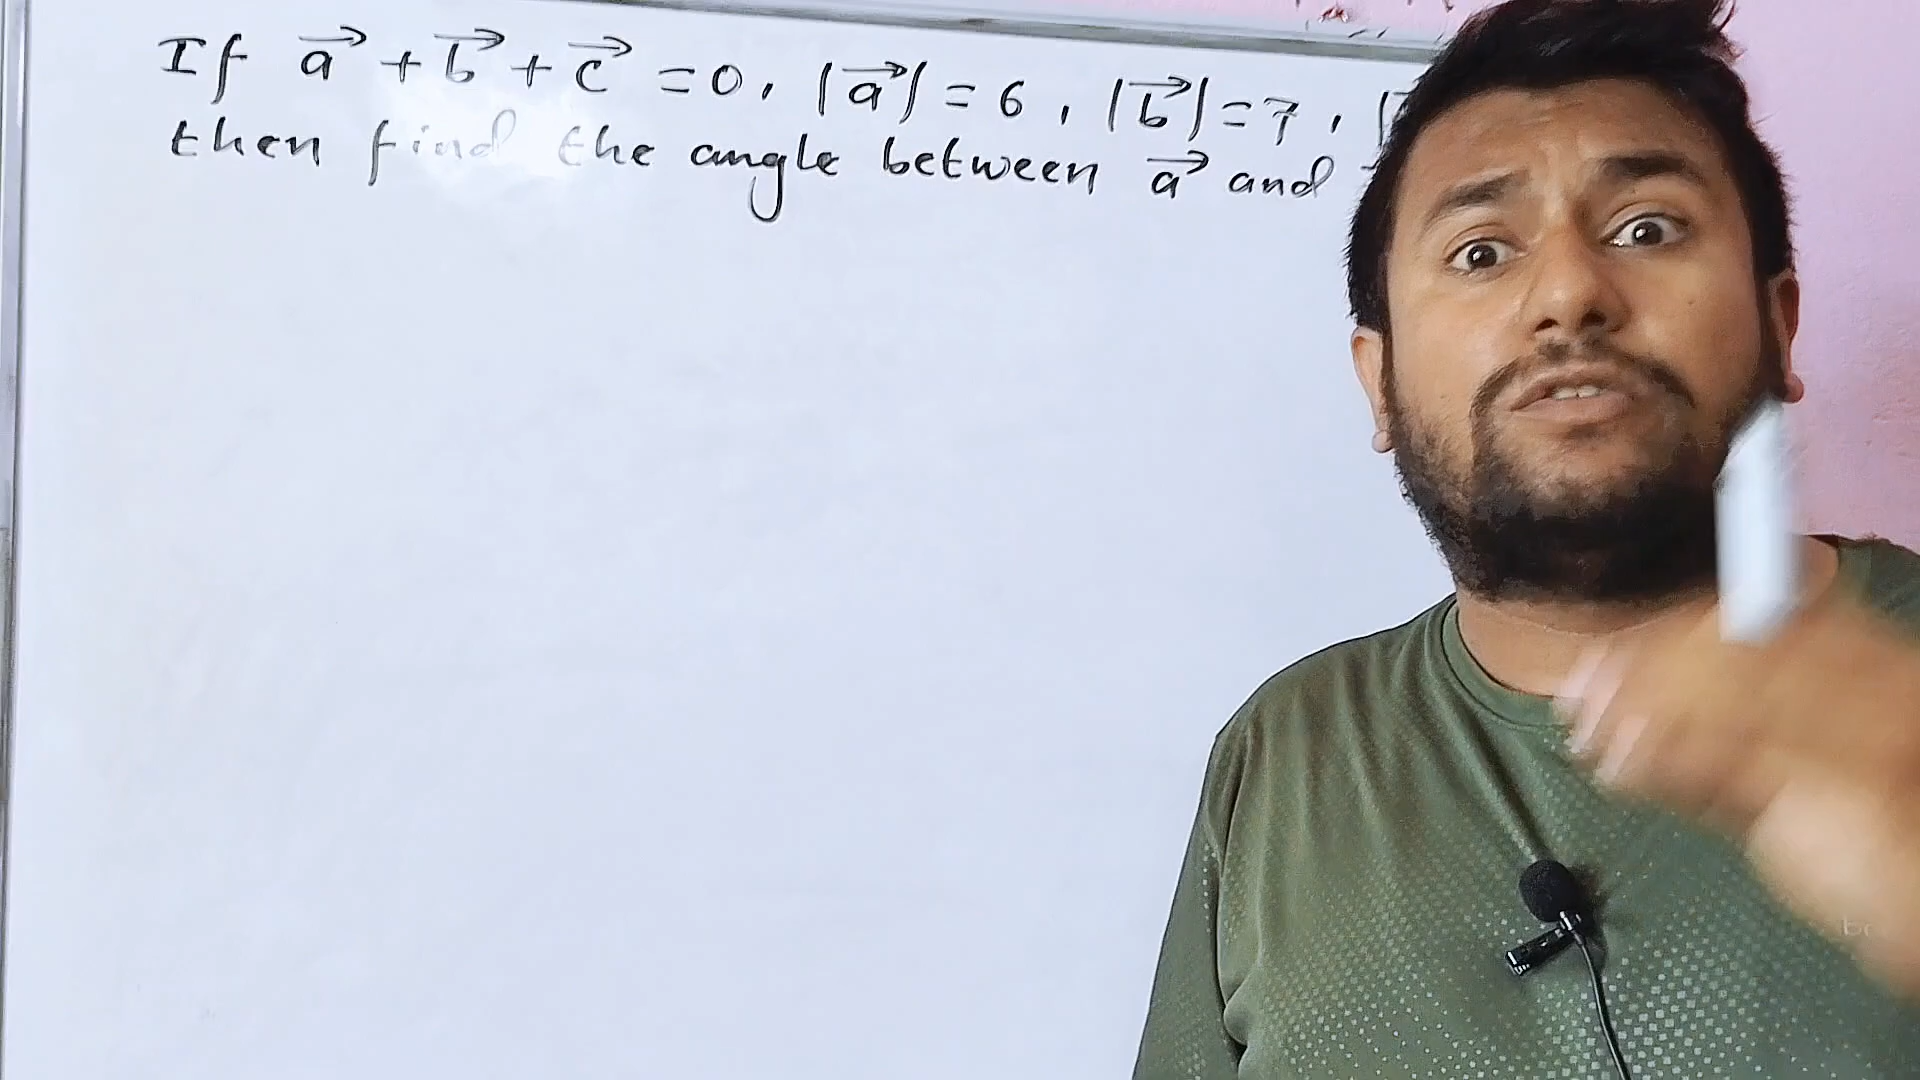 If a⃗ + b⃗ + c⃗ = 0, |a⃗| = 6, |b⃗| = 7, |
then find the angle between a⃗ and